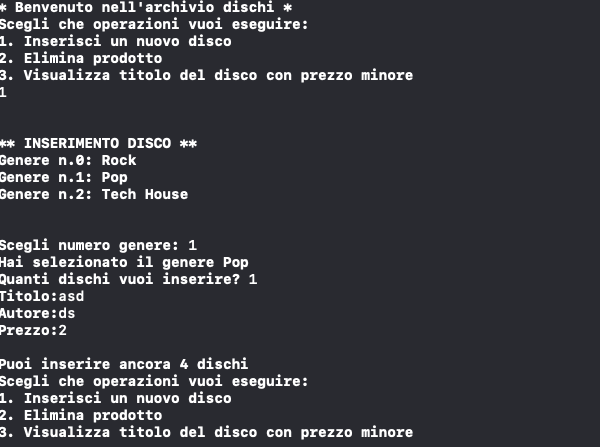 * Benvenuto nell'archivio dischi *
Scegli che operazioni vuoi eseguire:
1. Inserisci un nuovo disco
2. Elimina prodotto
3. Visualizza titolo del disco con prezzo minore
1
** INSERIMENTO DISCO **
Genere n.0: Rock
Genere n.1: Pop
Genere n.2: Tech House
Scegli numero genere: 1
Hai selezionato il genere Pop
Quanti dischi vuoi inserire? 1
Titolo:asd
Autore:ds
Prezzo:2
Puoi inserire ancora 4 dischi
Scegli che operazioni vuoi eseguire:
1. Inserisci un nuovo disco
2. Elimina prodotto
3. Visualizza titolo del disco con prezzo minore